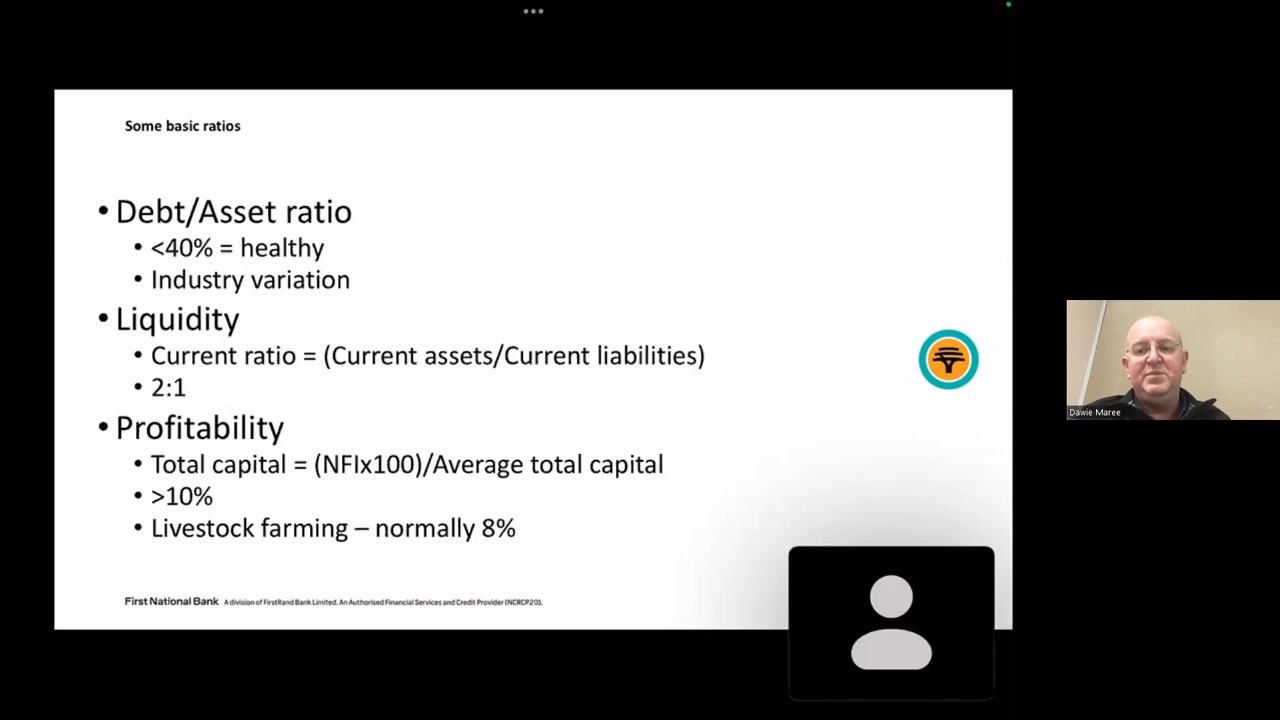 Some basic ratios
• Debt/Asset ratio
• <40% = healthy
• Industry variation
• Liquidity
• Current ratio = (Current assets/Current liabilities)
• 2:1
• Profitability
• Total capital = (NFIx100)/Average total capital
• >10%
• Livestock farming – normally 8%
First National Bank A division of FirstRand Bank Limited. An Authorised Financial Services and Credit Provider (NCRCP20).
Dawie Maree